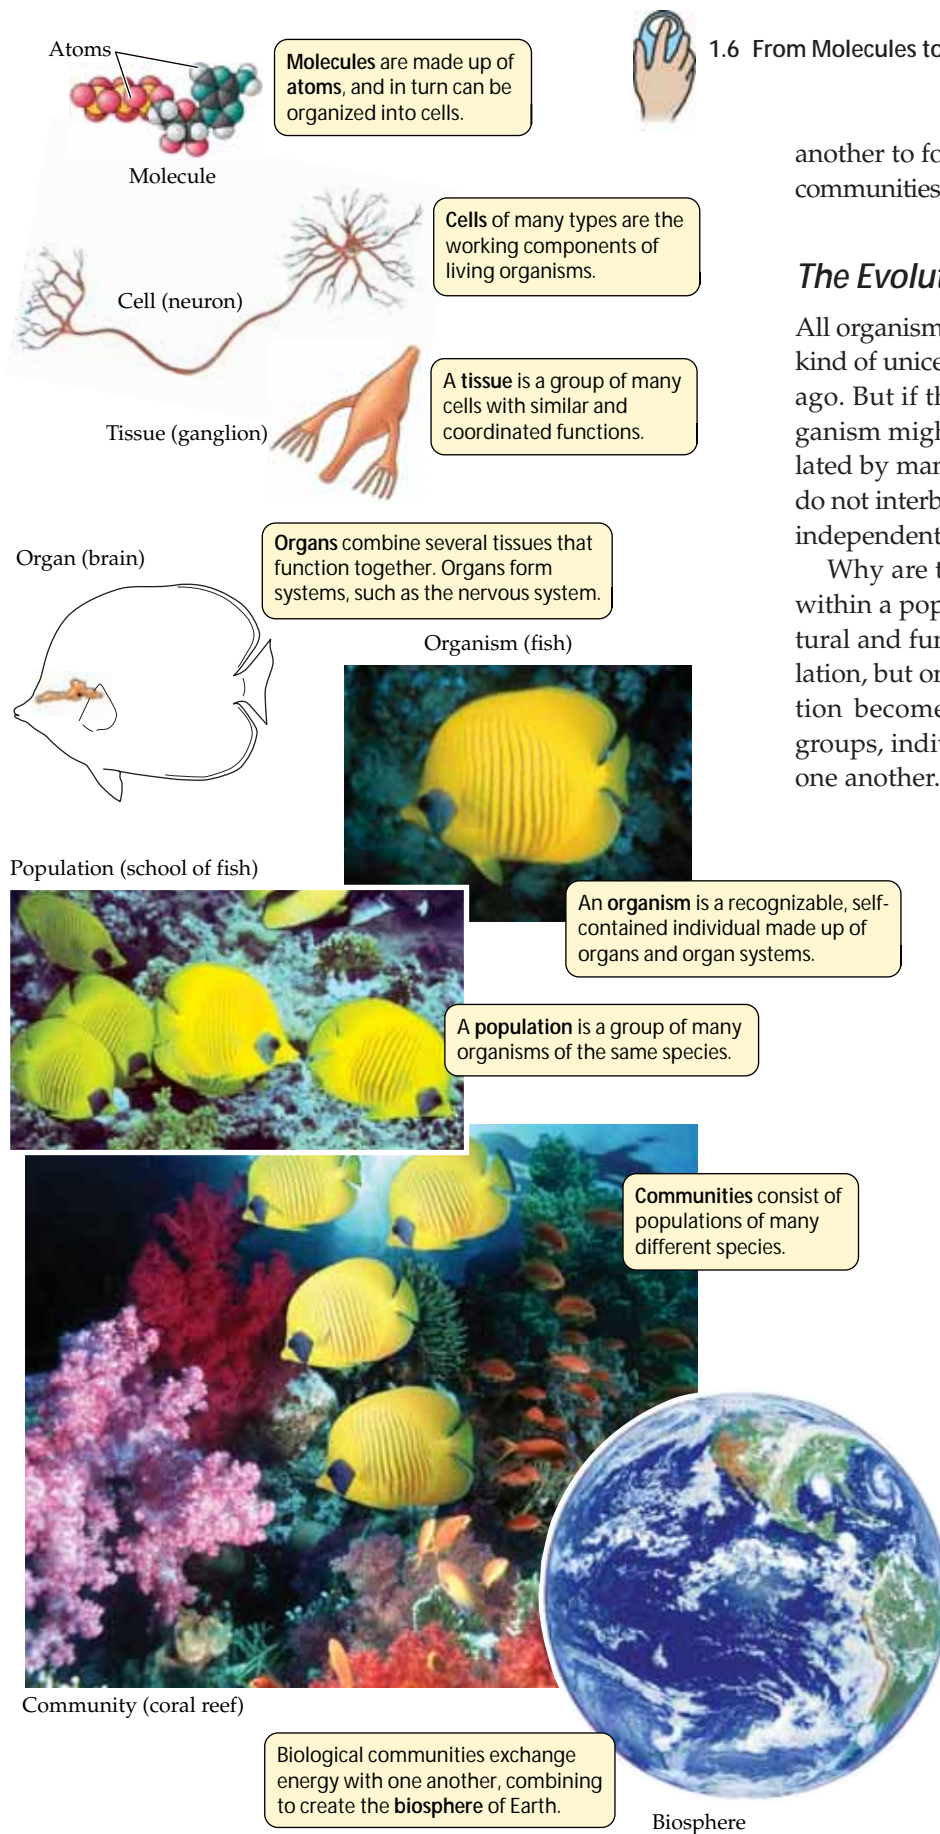 Atoms
Molecules are made up of
atoms, and in turn can be
organized into cells.
Molecule
Cells of many types are the
working components of
living organisms.
Cell (neuron)
A tissue is a group of many
cells with similar and
coordinated functions.
Tissue (ganglion)
Organs combine several tissues that
function together. Organs form
systems, such as the nervous system.
Organ (brain)
Organism (fish)
An organism is a recognizable, self-
contained individual made up of
organs and organ systems.
Population (school of fish)
A population is a group of many
organisms of the same species.
Communities consist of
populations of many
different species.
Community (coral reef)
Biological communities exchange
energy with one another, combining
to create the biosphere of Earth.
Biosphere
1.6 From Molecules to
another to fo
communities
The Evolut
All organism
kind of unice
ago. But if th
ganism migh
lated by mar
do not interb
independent
Why are t
within a pop
tural and fur
lation, but or
tion become
groups, indiv
one another.